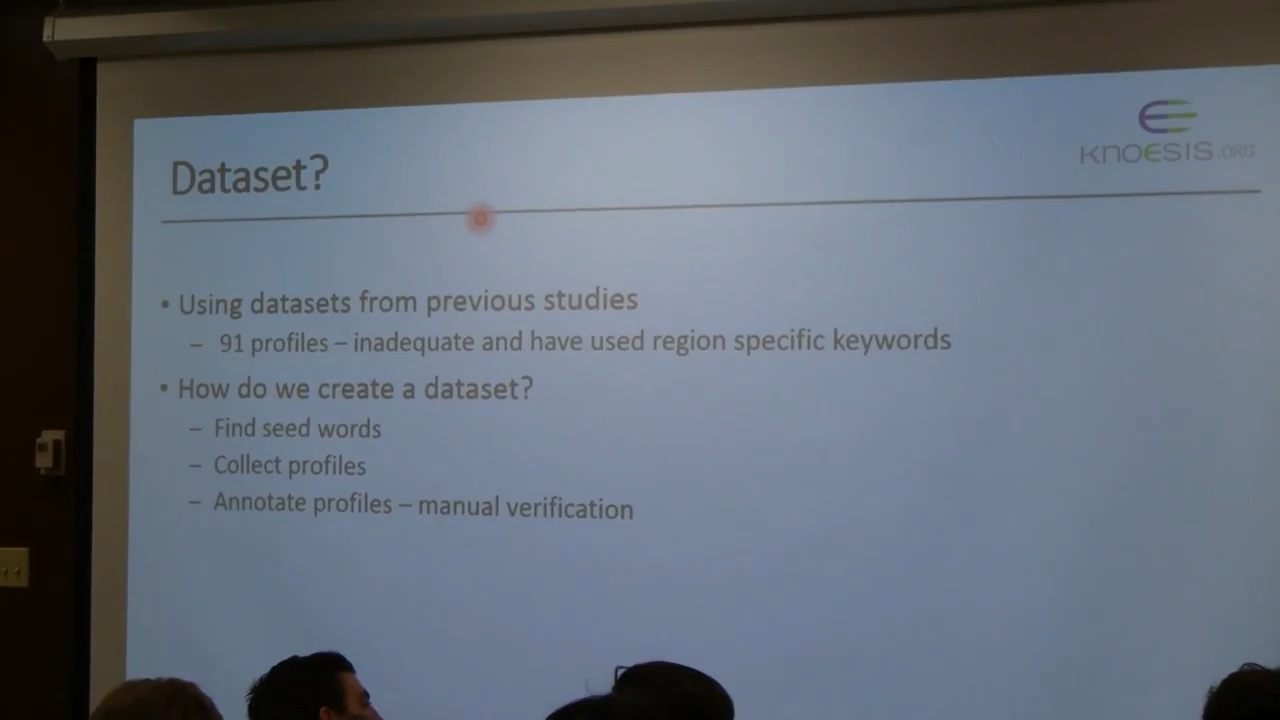 KNOESIS.ORG
Dataset?
• Using datasets from previous studies
– 91 profiles – inadequate and have used region specific keywords
• How do we create a dataset?
– Find seed words
– Collect profiles
– Annotate profiles – manual verification